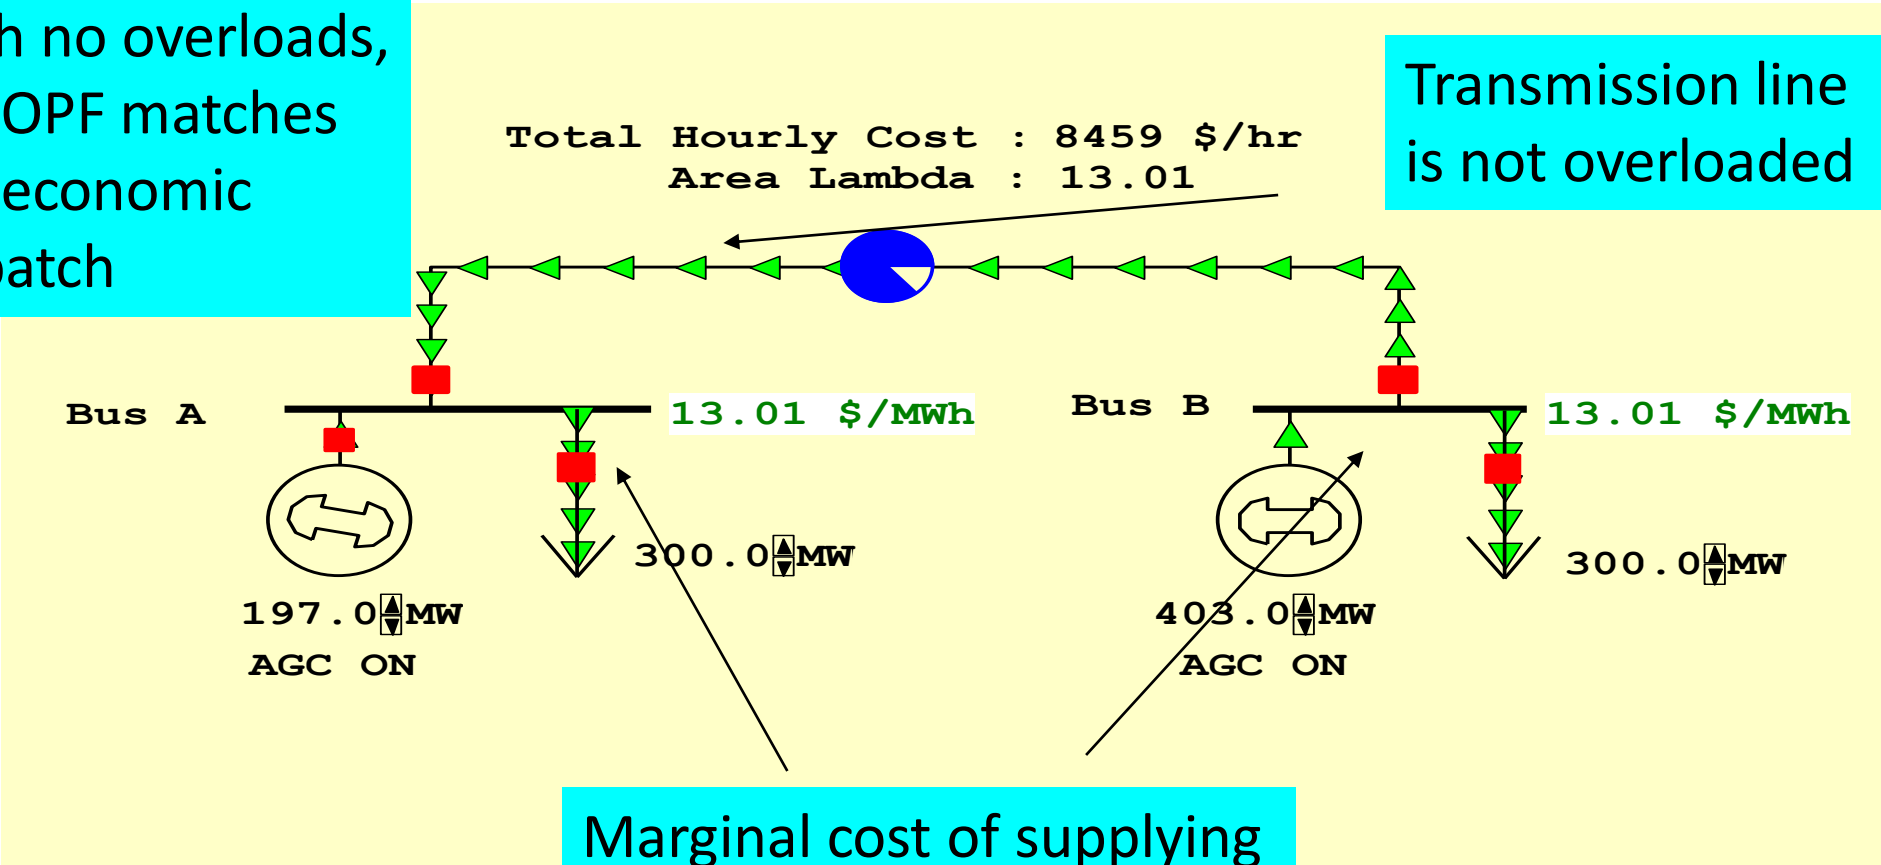 h no overloads,
OPF matches
economic
patch
Transmission line
is not overloaded
Total Hourly Cost : 8459 $/hr
Area Lambda : 13.01
Bus A
13.01 $/MWh
Bus B
13.01 $/MWh
300.0 MW
300.0 MW
197.0 MW
AGC ON
403.0 MW
AGC ON
Marginal cost of supplying